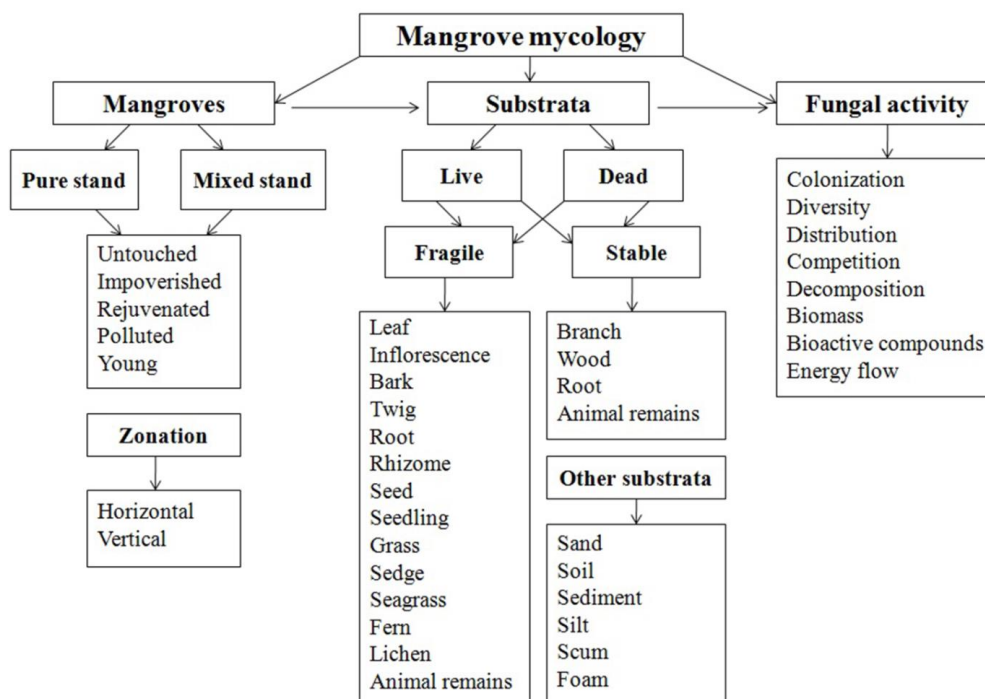 Mangrove mycology
Mangroves
Substrata
Fungal activity
Pure stand
Mixed stand
Live
Dead
Untouched
Impoverished
Rejuvenated
Polluted
Young
Fragile
Stable
Colonization
Diversity
Distribution
Competition
Decomposition
Biomass
Bioactive compounds
Energy flow
Zonation
Horizontal
Vertical
Leaf
Inflorescence
Bark
Twig
Root
Rhizome
Seed
Seedling
Grass
Sedge
Seagrass
Fern
Lichen
Animal remains
Branch
Wood
Root
Animal remains
Other substrata
Sand
Soil
Sediment
Silt
Scum
Foam